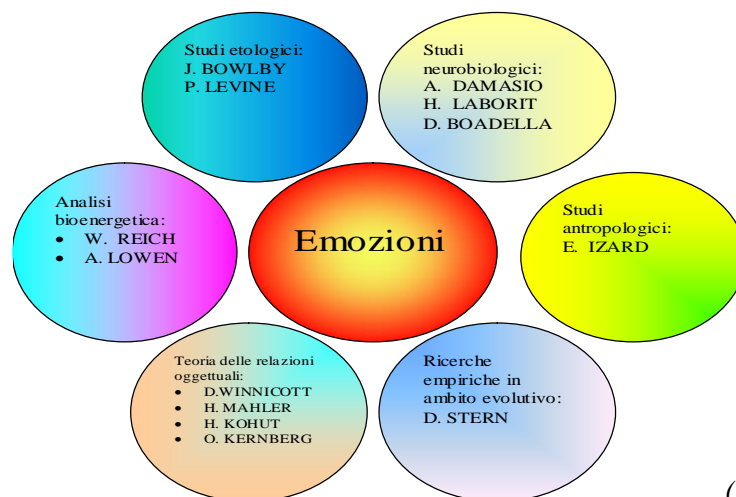 Studi etologici:
J. BOWLBY
P. LEVINE
Studi
neurobiologici:
A. DAMASIO
H. LABORIT
D. BOADELLA
Analisi
bioenergetica:
• W. REICH
• A. LOWEN
Emozioni
Studi
antropologici:
E. IZARD
Teoria delle relazioni
oggettuali:
• D.WINNICOTT
• H. MAHLER
• H. KOHUT
• O. KERNBERG
Ricerche
empiriche in
ambito evolutivo:
D. STERN
(